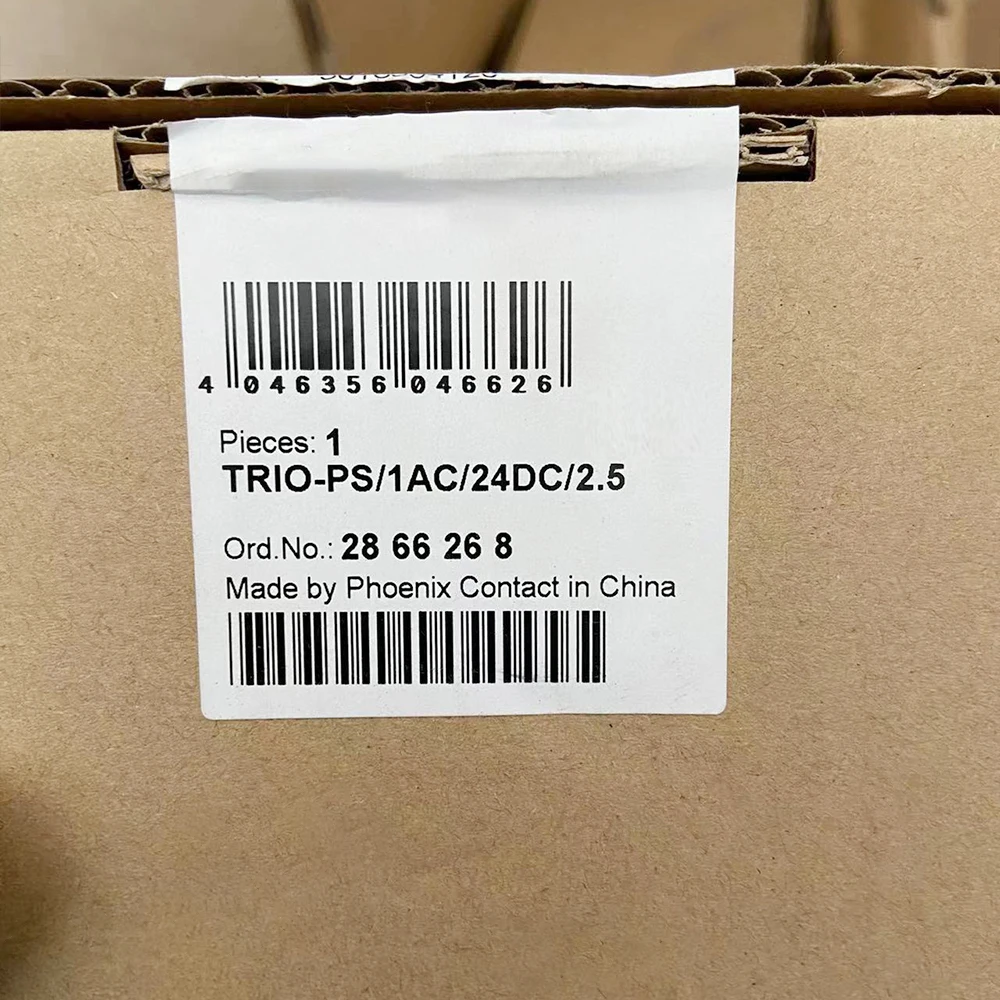 4 046356 046626
Pieces: 1
TRIO-PS/1AC/24DC/2.5
Ord.No.: 28 66 26 8
Made by Phoenix Contact in China